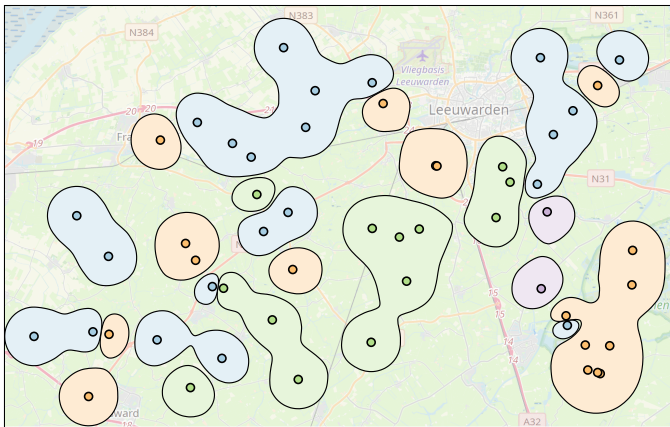 N383
N361
N384
Vliegbasis
Leeuwarden
20 20
21
Leeuwarden
Fra
19
N31
N
15
15
14
14
en
ward
18
A32